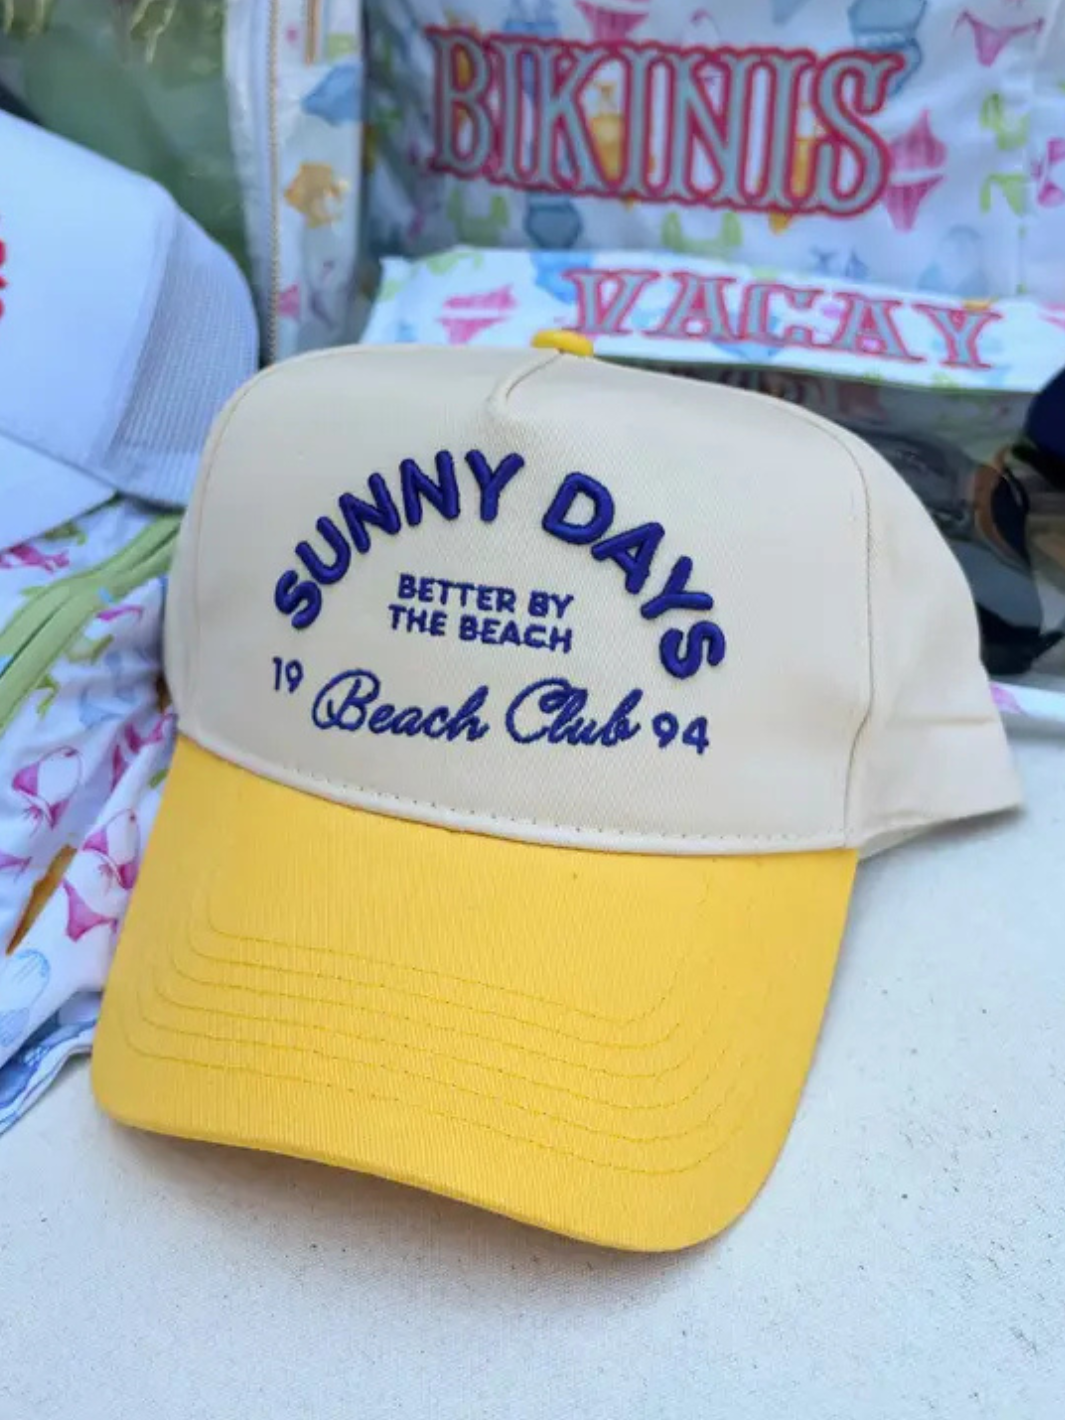 BIKINIS
VACAY
SUNNY DAYS
BETTER BY
THE BEACH
19 Beach Club 94